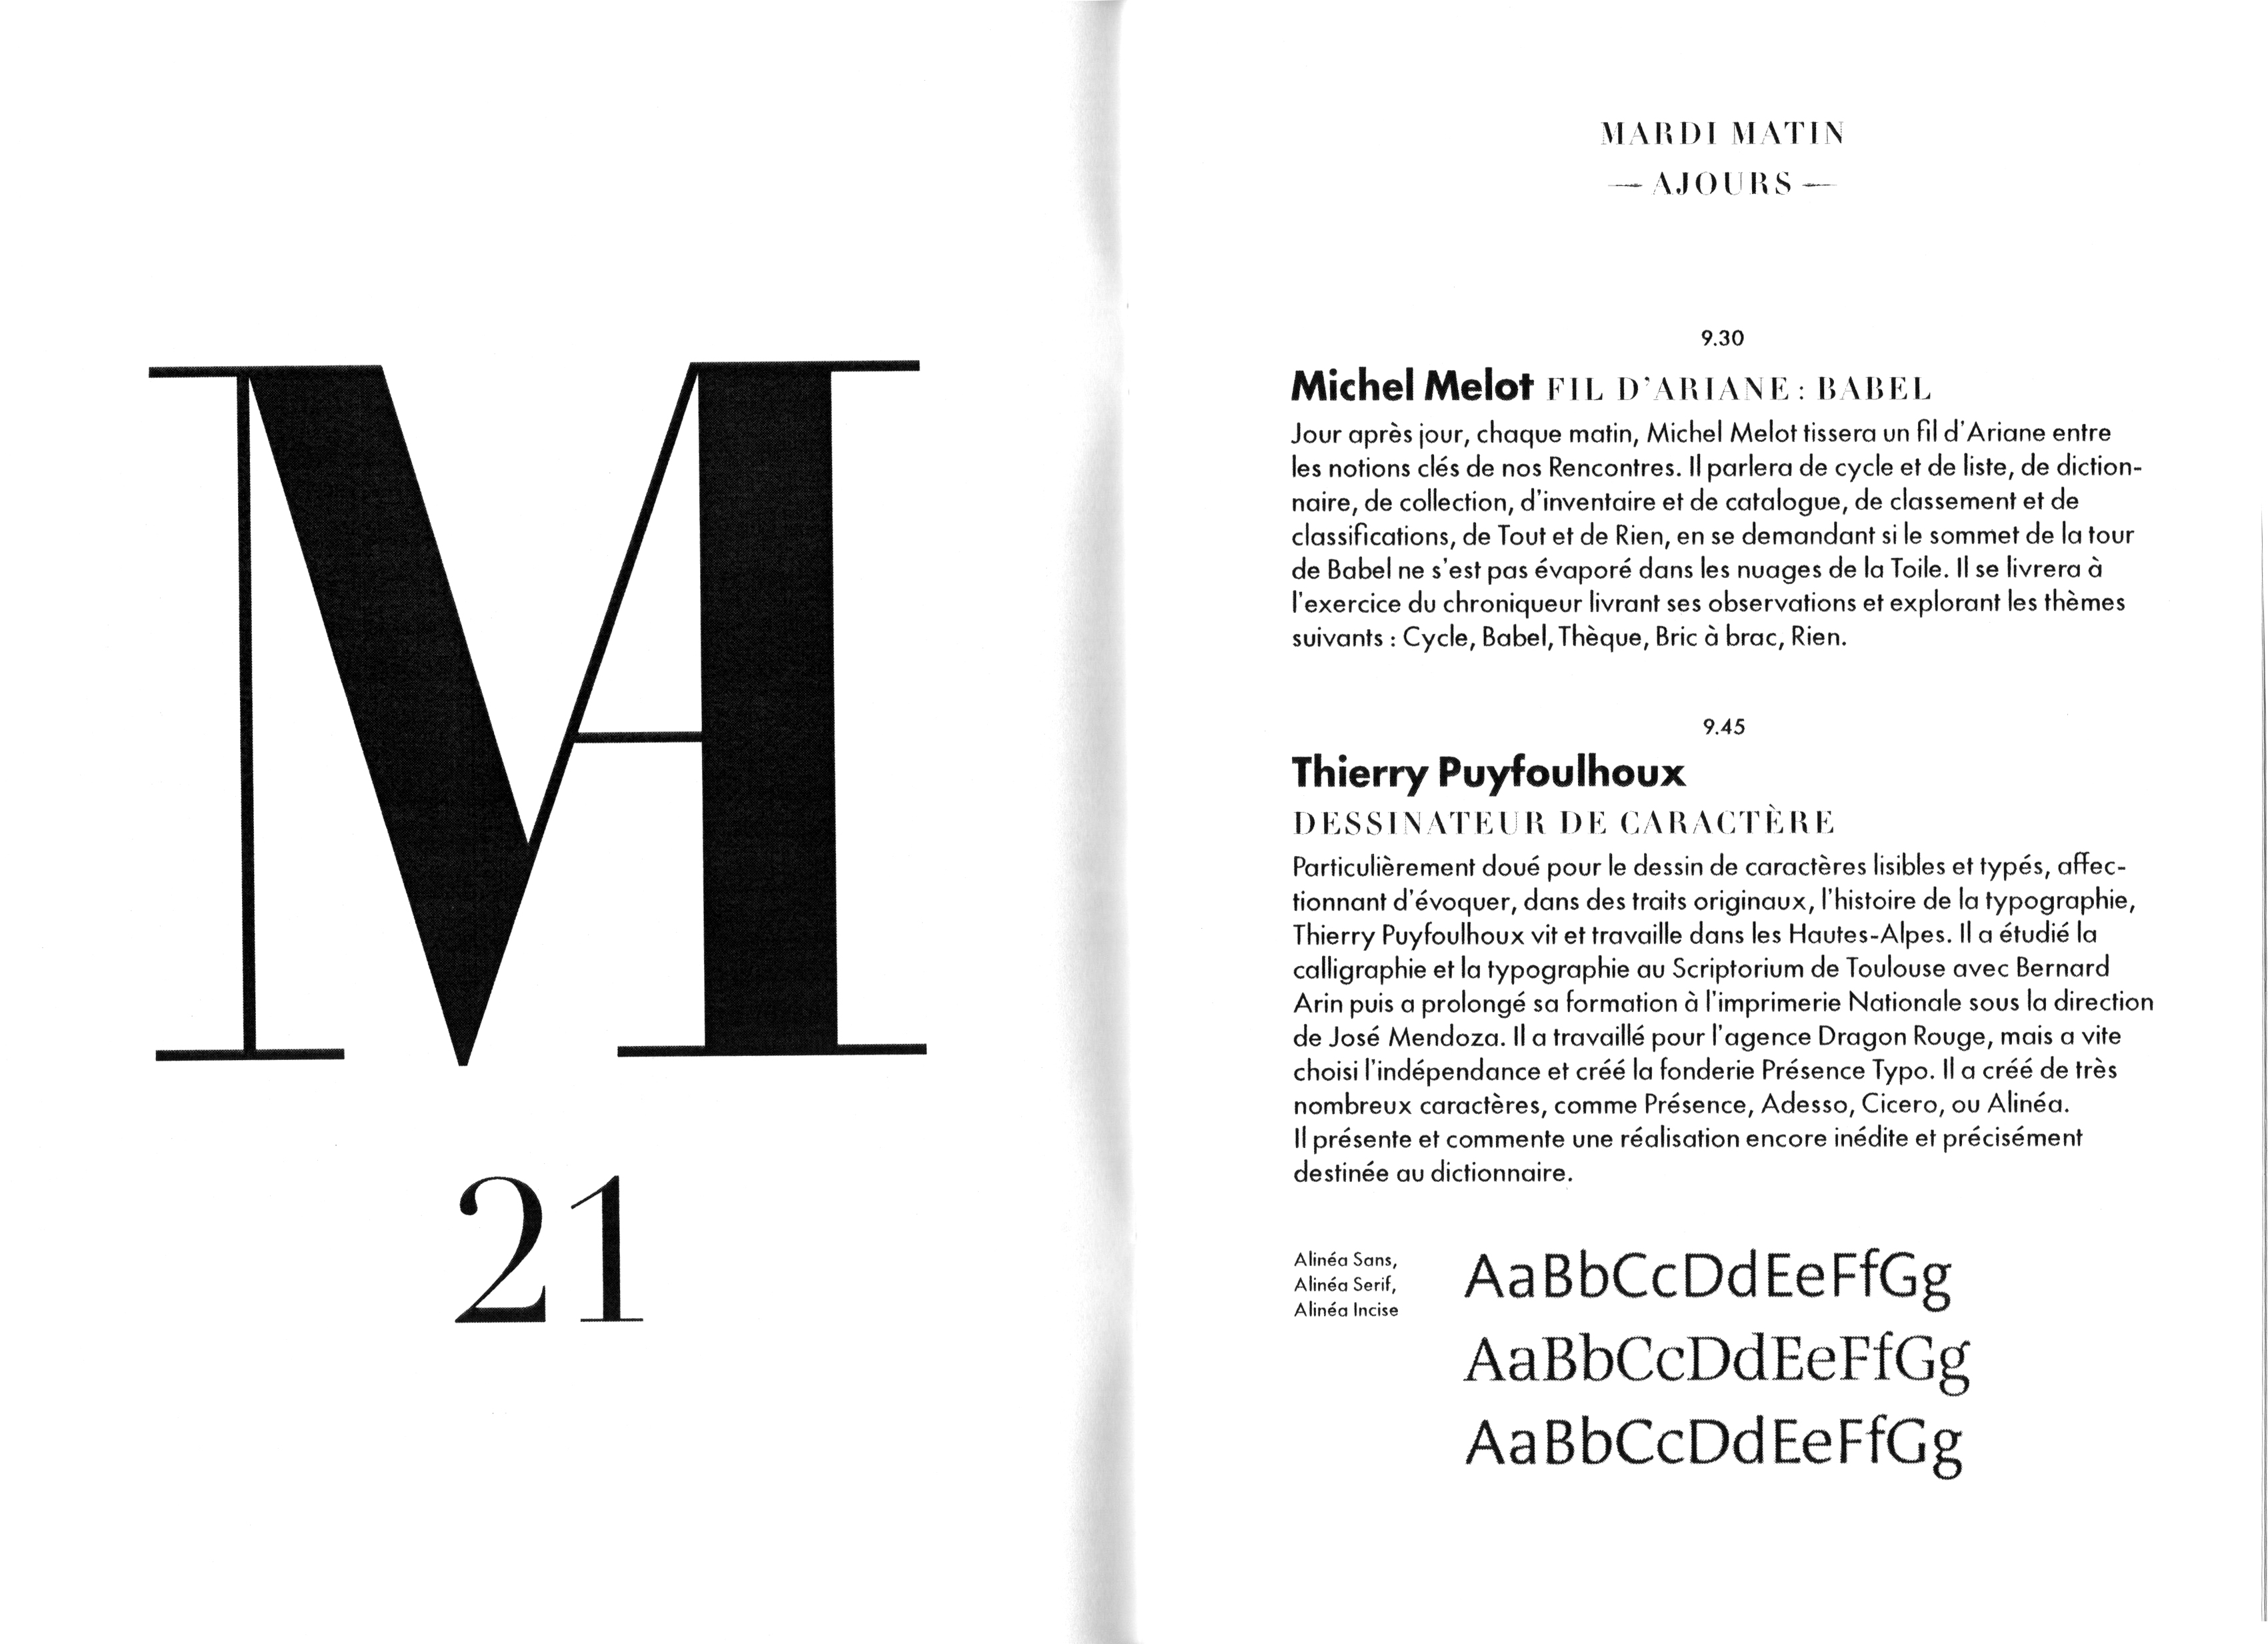 MA
21
MARDI MATIN
— AJOURS —
9.30
Michel Melot FIL D'ARIANE : BABEL
Jour après jour, chaque matin, Michel Melot tissera un fil d'Ariane entre
les notions clés de nos Rencontres. Il parlera de cycle et de liste, de diction-
naire, de collection, d'inventaire et de catalogue, de classement et de
classifications, de Tout et de Rien, en se demandant si le sommet de la tour
de Babel ne s'est pas évaporé dans les nuages de la Toile. Il se livrera à
l'exercice du chroniqueur livrant ses observations et explorant les thèmes
suivants : Cycle, Babel, Thèque, Bric à brac, Rien.
9.45
Thierry Puyfoulhoux
DESSINATEUR DE CARACTÈRE
Particulièrement doué pour le dessin de caractères lisibles et typés, affec-
tionnant d'évoquer, dans des traits originaux, l'histoire de la typographie,
Thierry Puyfoulhoux vit et travaille dans les Hautes-Alpes. Il a étudié la
calligraphie et la typographie au Scriptorium de Toulouse avec Bernard
Arin puis a prolongé sa formation à l'imprimerie Nationale sous la direction
de José Mendoza. Il a travaillé pour l'agence Dragon Rouge, mais a vite
choisi l'indépendance et créé la fonderie Présence Typo. Il a créé de très
nombreux caractères, comme Présence, Adesso, Cicero, ou Alinéa.
Il présente et commente une réalisation encore inédite et précisément
destinée au dictionnaire.
Alinéa Sans,
Alinéa Serif,
Alinéa Incise
AaBbCcDdEeFfGg
AaBbCcDdEeFfGg
AaBbCcDdEeFfGg